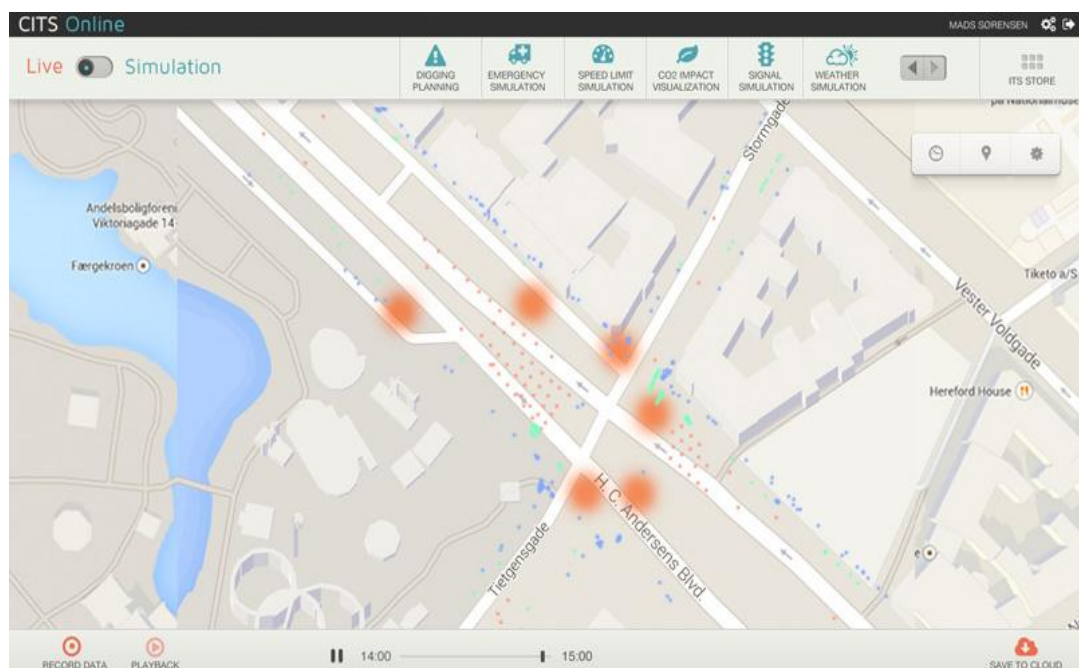 CITS Online
MADS SØRENSEN
Live Simulation
DIGGING
PLANNING
EMERGENCY
SIMULATION
SPEED LIMIT
SIMULATION
CO2 IMPACT
VISUALIZATION
SIGNAL
SIMULATION
WEATHER
SIMULATION
ITS STORE
på Nationalmuse
Stormgade
Andelsboligforeni
Viktoriagade 14
Færgekroen
Tiketo a/S
Vester Voldgade
Hereford House
H. C. Andersens Blvd.
Tietgensgade
e
RECORD DATA
PLAYBACK
14:00
15:00
SAVE TO CLOUD